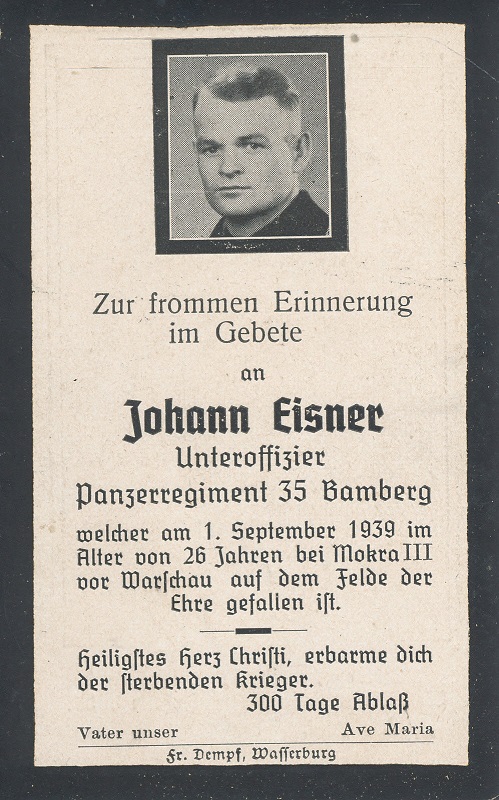 Zur frommen Erinnerung
im Gebete
an
Johann Eisner
Unteroffizier
Panzerregiment 35 Bamberg
welcher am 1. September 1939 im
Alter von 26 Jahren bei Mokra III
vor Warſchau auf dem Felde der
Ehre gefallen iſt.
Heiligſtes Herz Chriſti, erbarme dich
der ſterbenden Krieger.
300 Tage Ablaß
Vater unser Ave Maria
Fr. Dempf, Waſſerburg